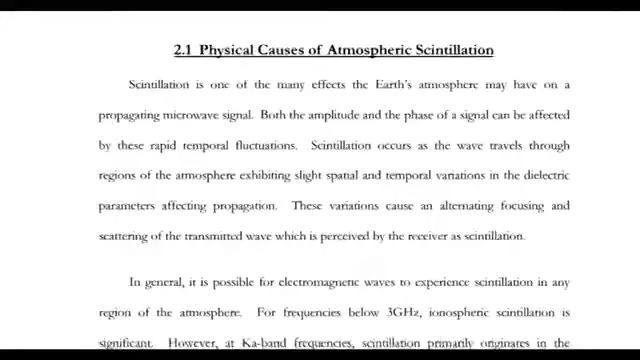 2.1 Physical Causes of Atmospheric Scintillation
Scintillation is one of the many effects the Earth's atmosphere may have on a
propagating microwave signal. Both the amplitude and the phase of a signal can be affected
by these rapid temporal fluctuations. Scintillation occurs as the wave travels through
regions of the atmosphere exhibiting slight spatial and temporal variations in the dielectric
parameters affecting propagation. These variations cause an alternating focusing and
scattering of the transmitted wave which is perceived by the receiver as scintillation.
In general, it is possible for electromagnetic waves to experience scintillation in any
region of the atmosphere. For frequencies below 3GHz, ionospheric scintillation is
significant. However, at Ka-band frequencies, scintillation primarily originates in the